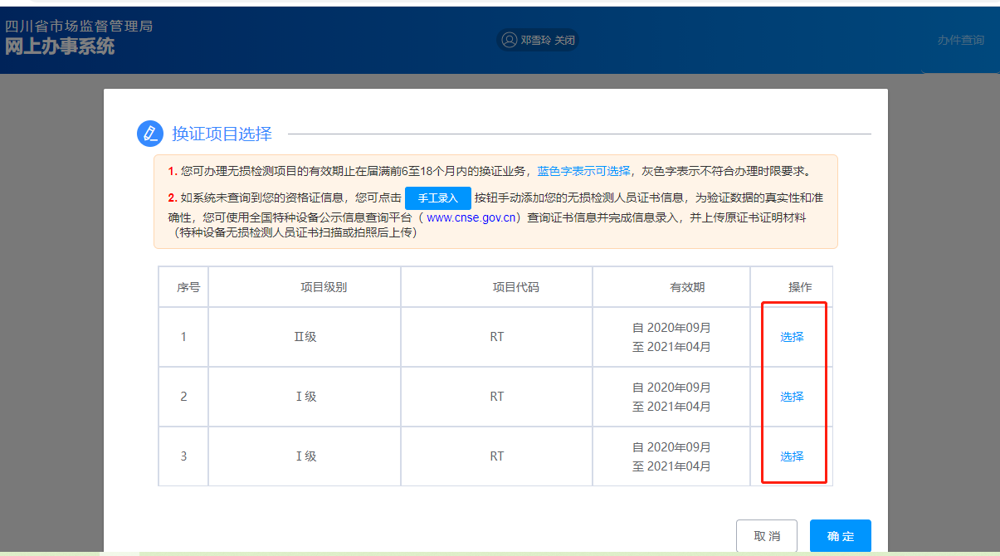 四川省市场监督管理局
网上办事系统
邓雪玲 关闭
办件查询
换证项目选择
1. 您可办理无损检测项目的有效期止在届满前6至18个月内的换证业务，蓝色字表示可选择，灰色字表示不符合办理时限要求。
2. 如系统未查询到您的资格证信息，您可点击 手工录入 按钮手动添加您的无损检测人员证书信息，为验证数据的真实性和准
确性，您可使用全国特种设备公示信息查询平台（ www.cnse.gov.cn）查询证书信息并完成信息录入，并上传原证书证明材料
（特种设备无损检测人员证书扫描或拍照后上传）
序号 项目级别 项目代码 有效期 操作
1 Ⅱ级 RT 自 2020年09月 至 2021年04月 选择
2 Ⅰ级 RT 自 2020年09月 至 2021年04月 选择
3 Ⅰ级 RT 自 2020年09月 至 2021年04月 选择
取 消 确 定